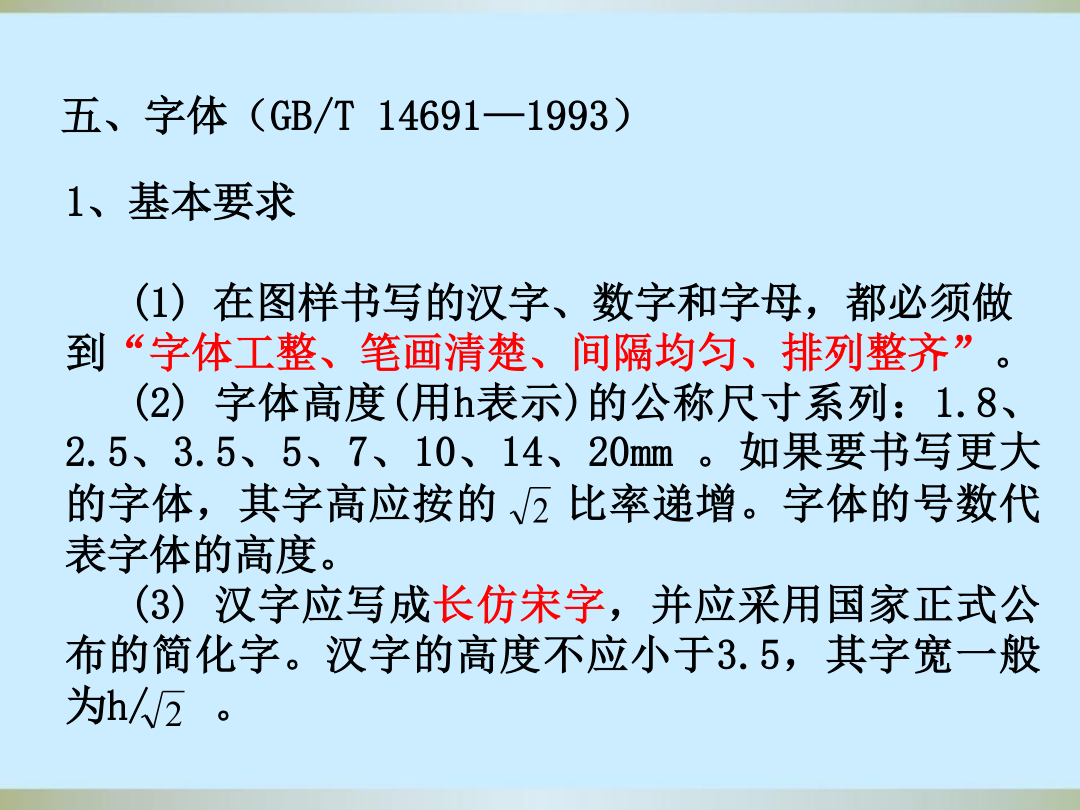 五、字体（GB/T 14691—1993）
1、基本要求
(1) 在图样书写的汉字、数字和字母，都必须做
到“字体工整、笔画清楚、间隔均匀、排列整齐”。
(2) 字体高度(用h表示)的公称尺寸系列：1.8、
2.5、3.5、5、7、10、14、20mm 。如果要书写更大
的字体，其字高应按的 √2 比率递增。字体的号数代
表字体的高度。
(3) 汉字应写成长仿宋字，并应采用国家正式公
布的简化字。汉字的高度不应小于3.5，其字宽一般
为h/√2 。